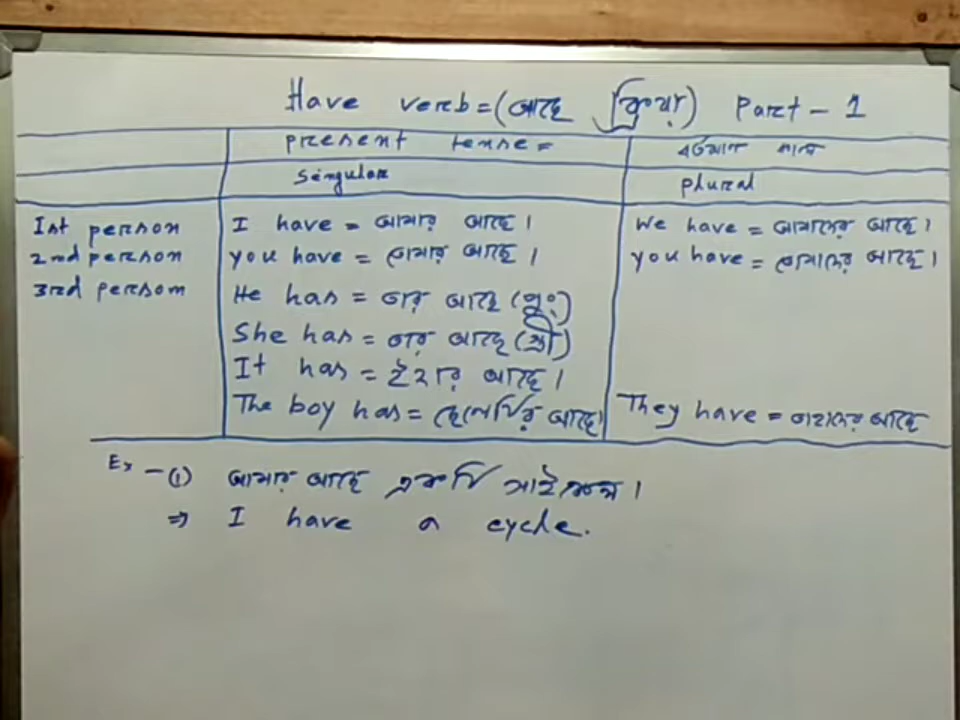 Have verb = (আছে ক্রিয়ার) Part - 1
present tense = বর্তমান কাল
Singular plural
1st person I have = আমার আছে। We have = আমাদের আছে।
2nd person you have = তোমার আছে। you have = তোমাদের আছে।
3rd person He has = তার আছে (পুং)
She has = তার আছে (স্ত্রী)
It has = ইহার আছে।
The boy has = ছেলেটির আছে। They have = তাহাদের আছে
Ex - (1) আমার আছে একটি সাইকেল।
⇒ I have a cycle.